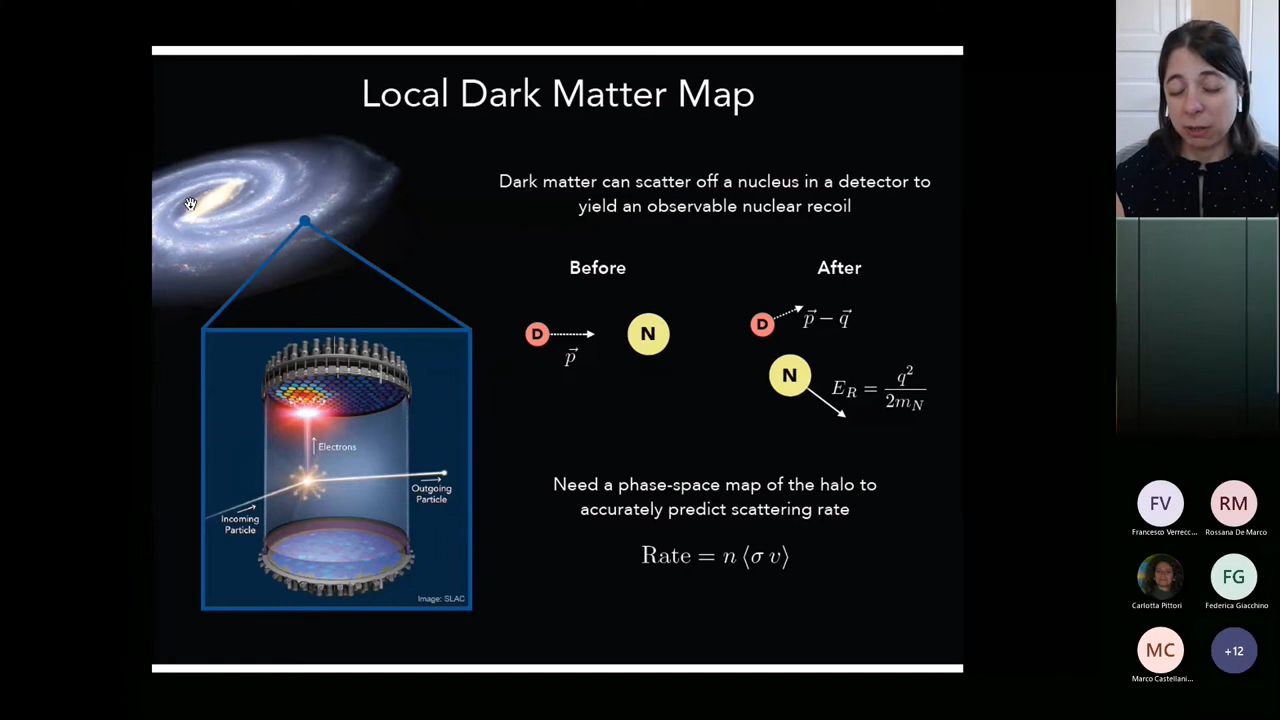 Local Dark Matter Map
Dark matter can scatter off a nucleus in a detector to
yield an observable nuclear recoil
Before
After
D
p⃗
N
D
p⃗ − q⃗
N
E_R = q² / 2m_N
Electrons
Outgoing
Particle
Incoming
Particle
Image: SLAC
Need a phase-space map of the halo to
accurately predict scattering rate
Rate = n ⟨σ v⟩
FV
Francesco Verrecc...
RM
Rossana De Marco
Carlotta Pittori
FG
Federica Giacchino
MC
Marco Castellani...
+12